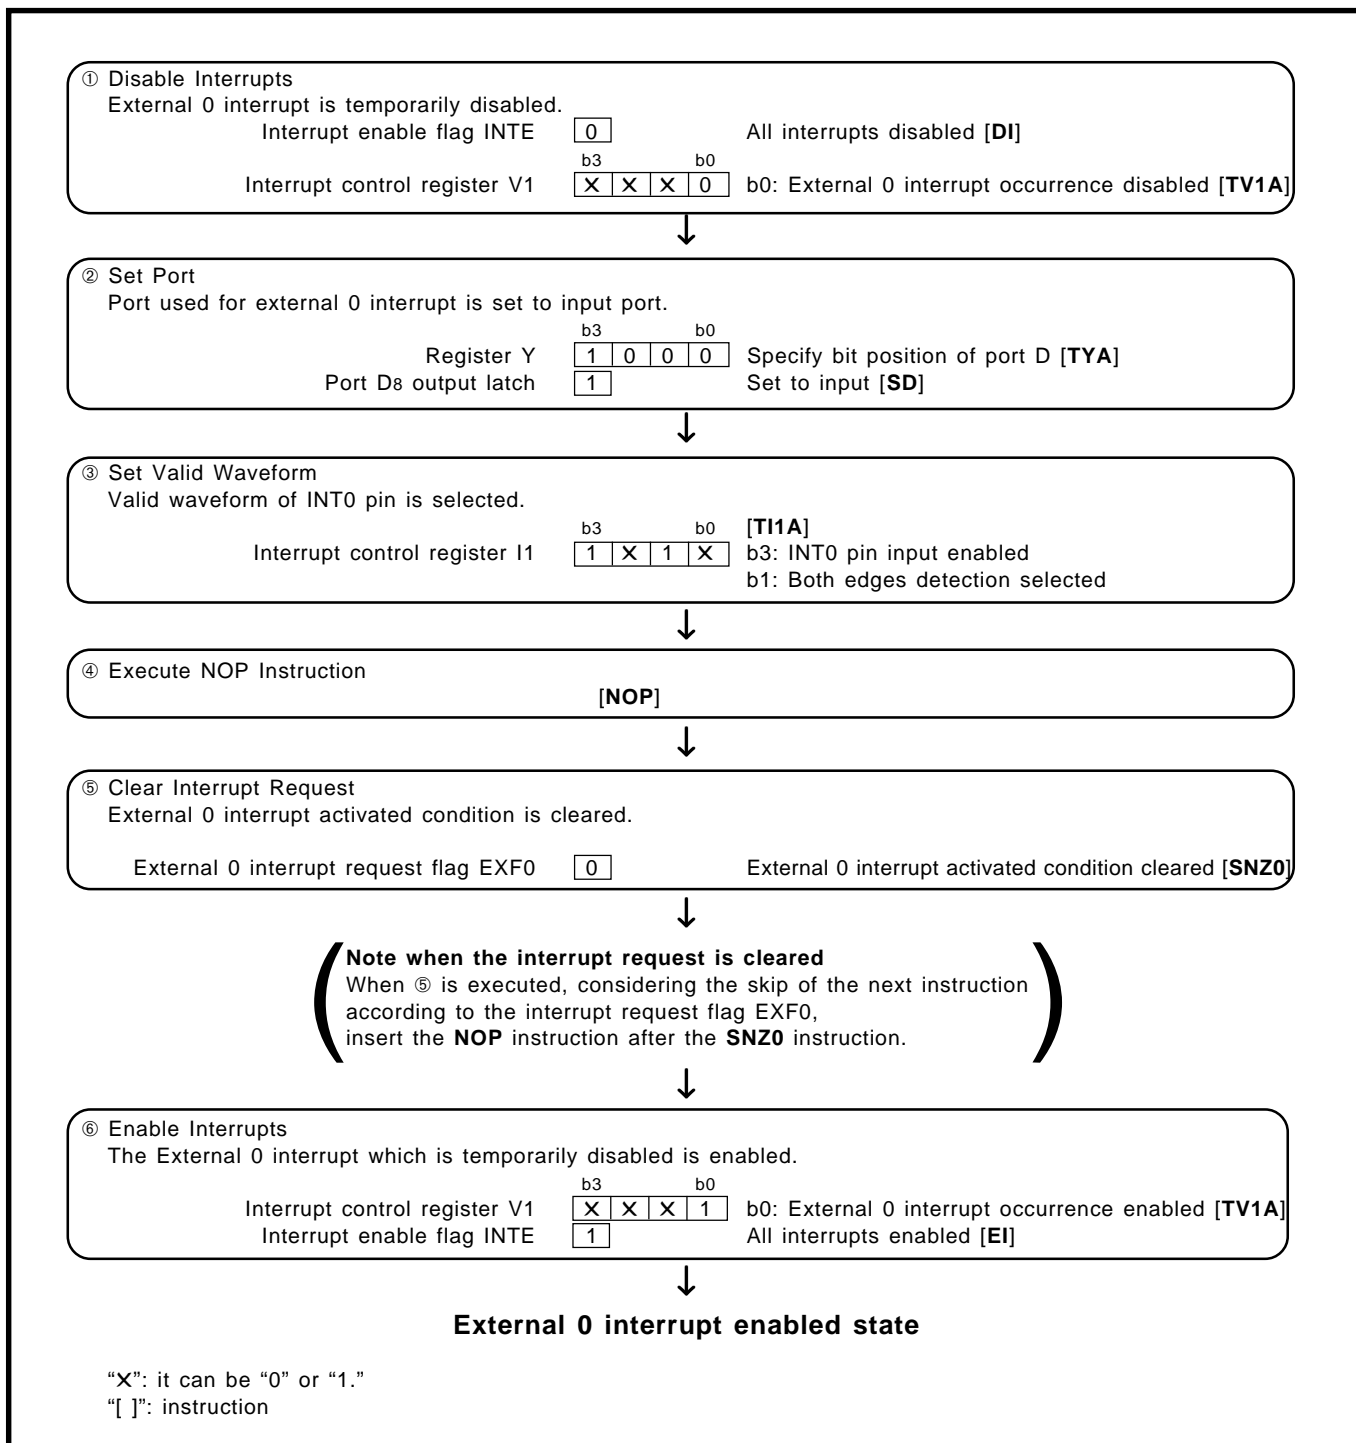 ① Disable Interrupts
External 0 interrupt is temporarily disabled.
Interrupt enable flag INTE 0 All interrupts disabled [DI]
b3 b0
Interrupt control register V1 X X X 0 b0: External 0 interrupt occurrence disabled [TV1A]
↓
② Set Port
Port used for external 0 interrupt is set to input port.
b3 b0
Register Y 1 0 0 0 Specify bit position of port D [TYA]
Port D8 output latch 1 Set to input [SD]
↓
③ Set Valid Waveform
Valid waveform of INT0 pin is selected.
b3 b0 [TI1A]
Interrupt control register I1 1 X 1 X b3: INT0 pin input enabled
b1: Both edges detection selected
↓
④ Execute NOP Instruction
[NOP]
↓
⑤ Clear Interrupt Request
External 0 interrupt activated condition is cleared.
External 0 interrupt request flag EXF0 0 External 0 interrupt activated condition cleared [SNZ0]
↓
Note when the interrupt request is cleared
When ⑤ is executed, considering the skip of the next instruction
according to the interrupt request flag EXF0,
insert the NOP instruction after the SNZ0 instruction.
↓
⑥ Enable Interrupts
The External 0 interrupt which is temporarily disabled is enabled.
b3 b0
Interrupt control register V1 X X X 1 b0: External 0 interrupt occurrence enabled [TV1A]
Interrupt enable flag INTE 1 All interrupts enabled [EI]
↓
External 0 interrupt enabled state
“X”: it can be “0” or “1.”
“[ ]”: instruction